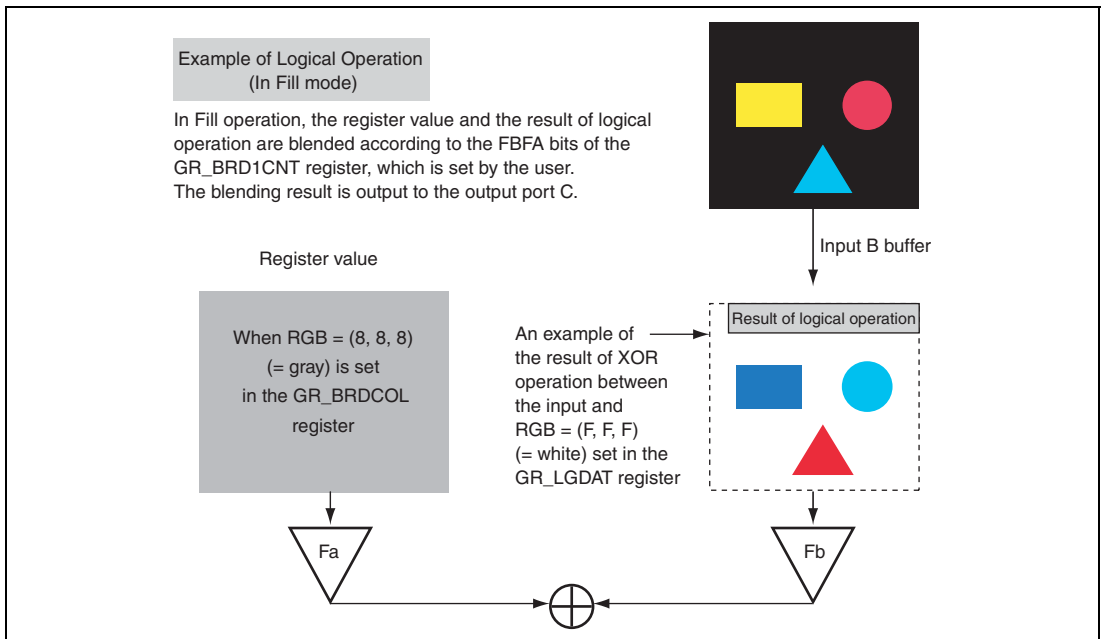 Example of Logical Operation
(In Fill mode)
In Fill operation, the register value and the result of logical
operation are blended according to the FBFA bits of the
GR_BRD1CNT register, which is set by the user.
The blending result is output to the output port C.
Input B buffer
Register value
When RGB = (8, 8, 8)
(= gray) is set
in the GR_BRDCOL
register
An example of
the result of XOR
operation between
the input and
RGB = (F, F, F)
(= white) set in the
GR_LGDAT register
Result of logical operation
Fa
Fb